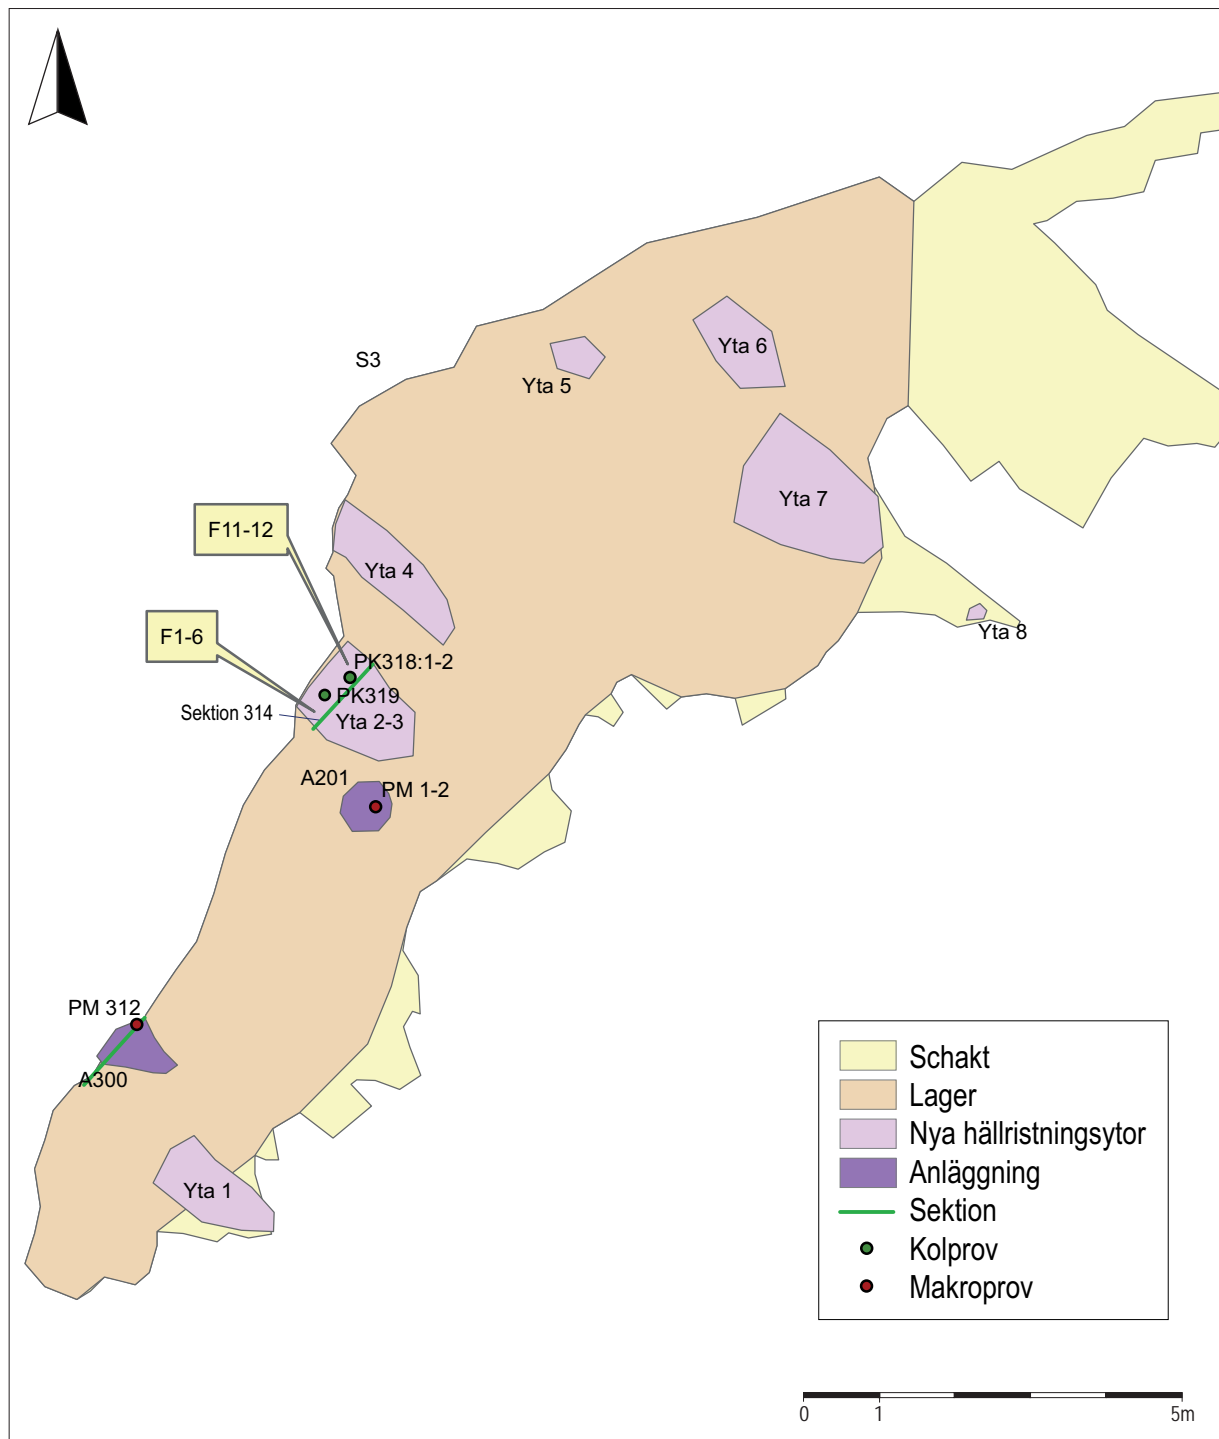 S3
Yta 6
Yta 5
Yta 7
F11-12
Yta 4
F1-6
Yta 8
PK318:1-2
PK319
Sektion 314
Yta 2-3
A201
PM 1-2
PM 312
A300
Yta 1
Schakt
Lager
Nya hällristningsytor
Anläggning
Sektion
Kolprov
Makroprov
0 1 5m